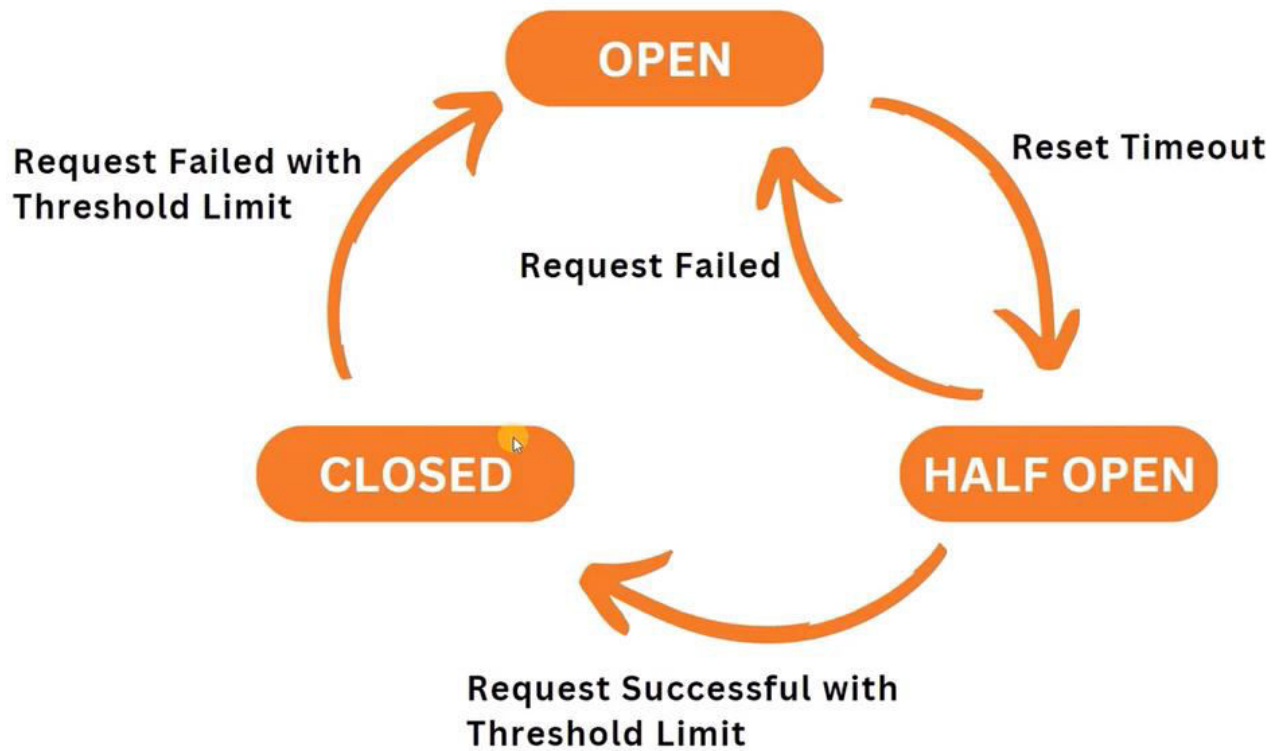 OPEN
Request Failed with
Threshold Limit
Reset Timeout
Request Failed
CLOSED
HALF OPEN
Request Successful with
Threshold Limit